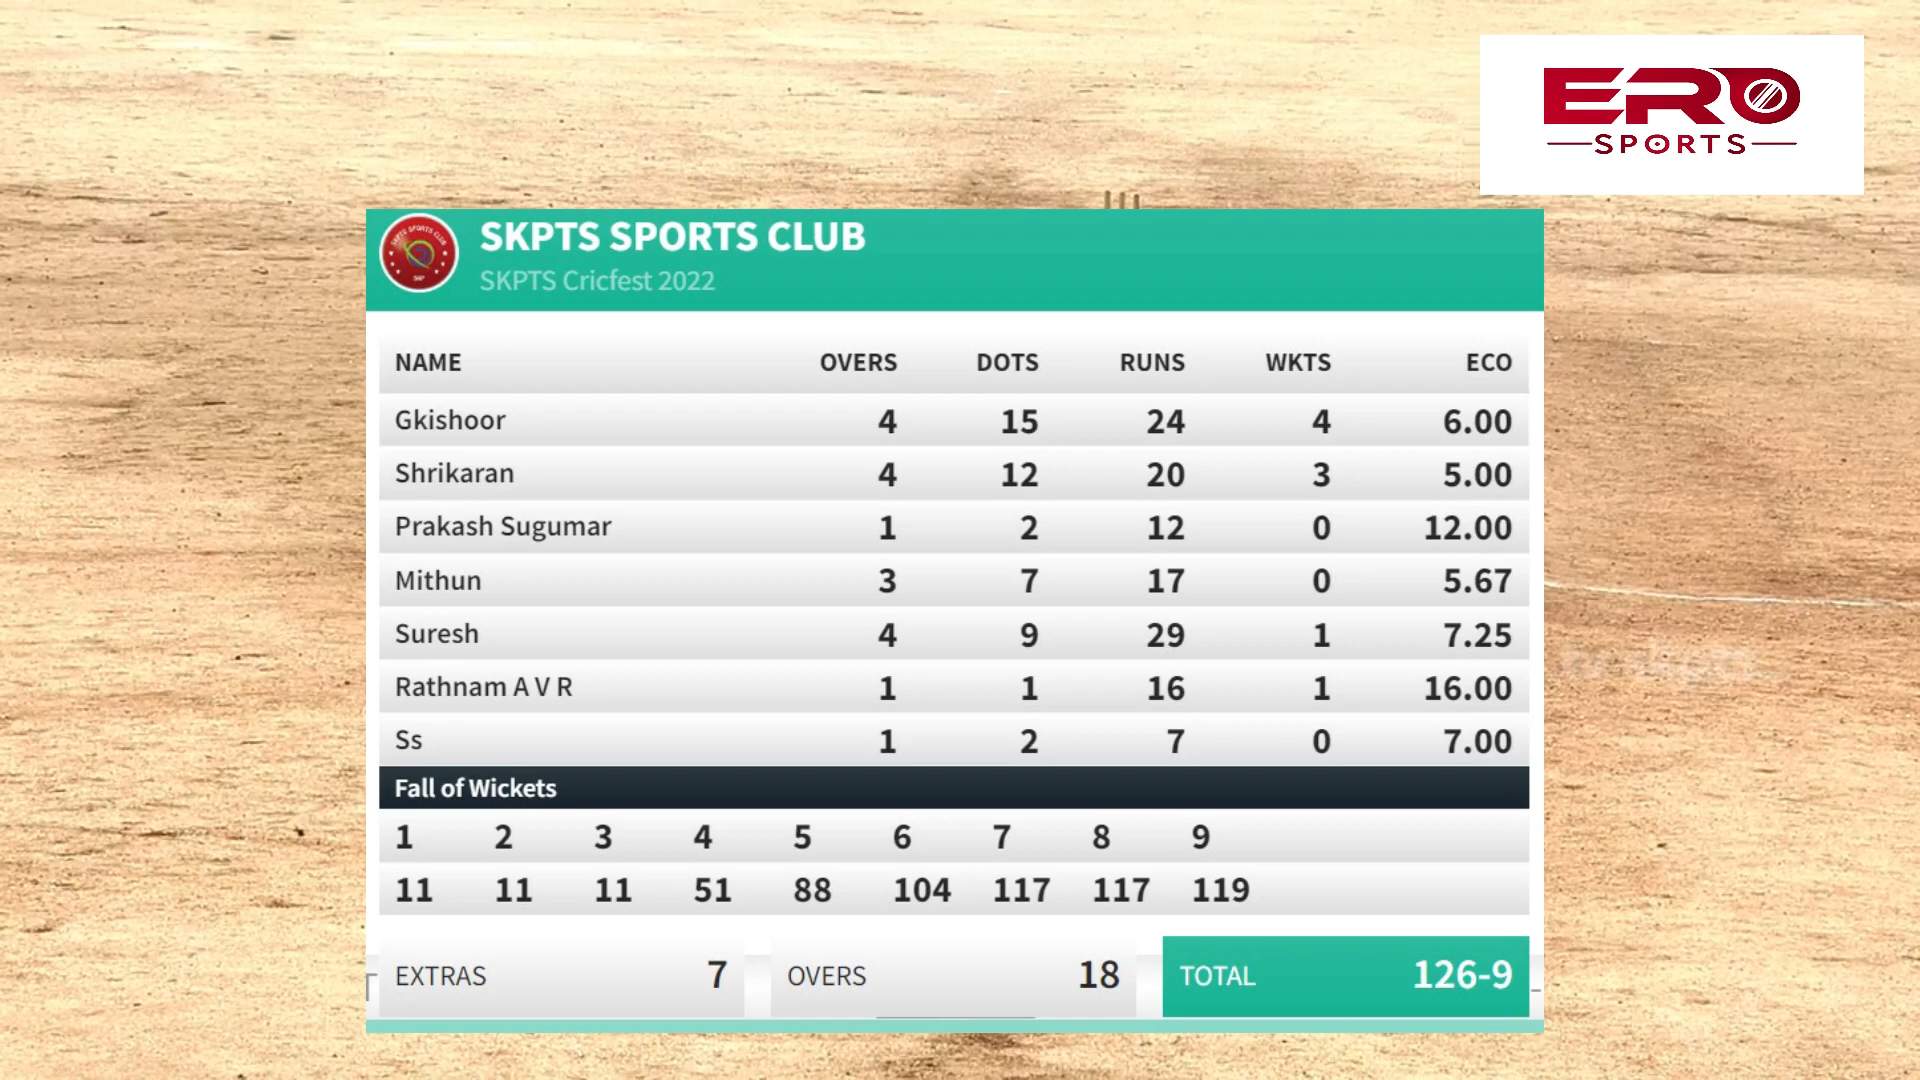 ERO
SPORTS
SKPTS SPORTS CLUB
SKPTS Cricfest 2022
NAME OVERS DOTS RUNS WKTS ECO
Gkishoor 4 15 24 4 6.00
Shrikaran 4 12 20 3 5.00
Prakash Sugumar 1 2 12 0 12.00
Mithun 3 7 17 0 5.67
Suresh 4 9 29 1 7.25
Rathnam A V R 1 1 16 1 16.00
Ss 1 2 7 0 7.00
Fall of Wickets
1 2 3 4 5 6 7 8 9
11 11 11 51 88 104 117 117 119
EXTRAS 7 OVERS 18 TOTAL 126-9